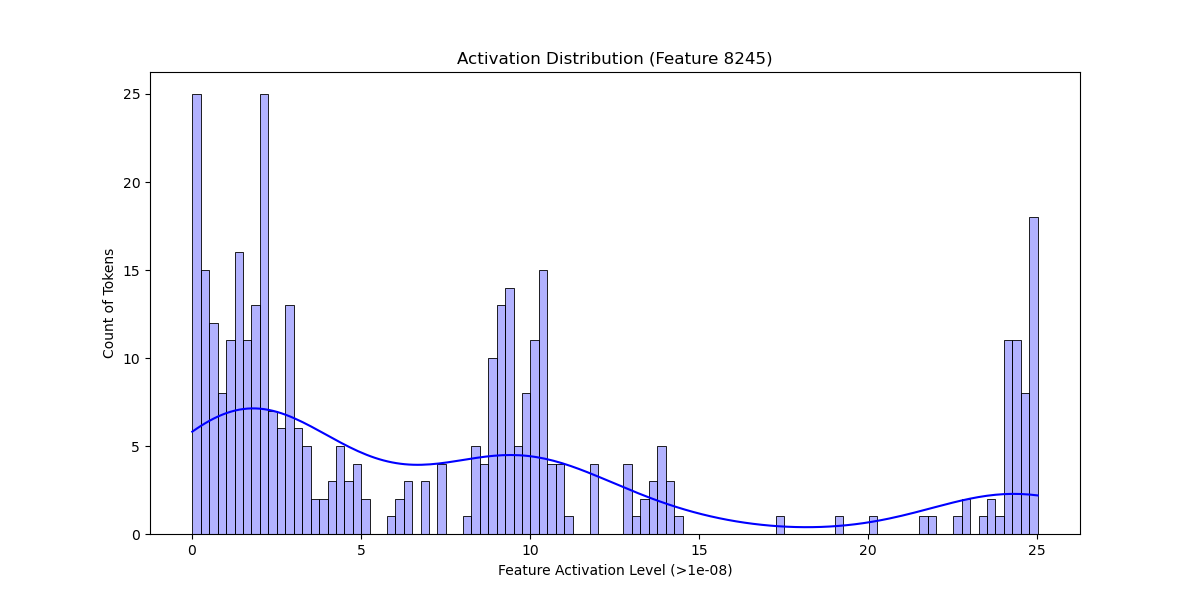 Activation Distribution (Feature 8245)
25
20
15
10
5
0
Count of Tokens
0 5 10 15 20 25
Feature Activation Level (>1e-08)